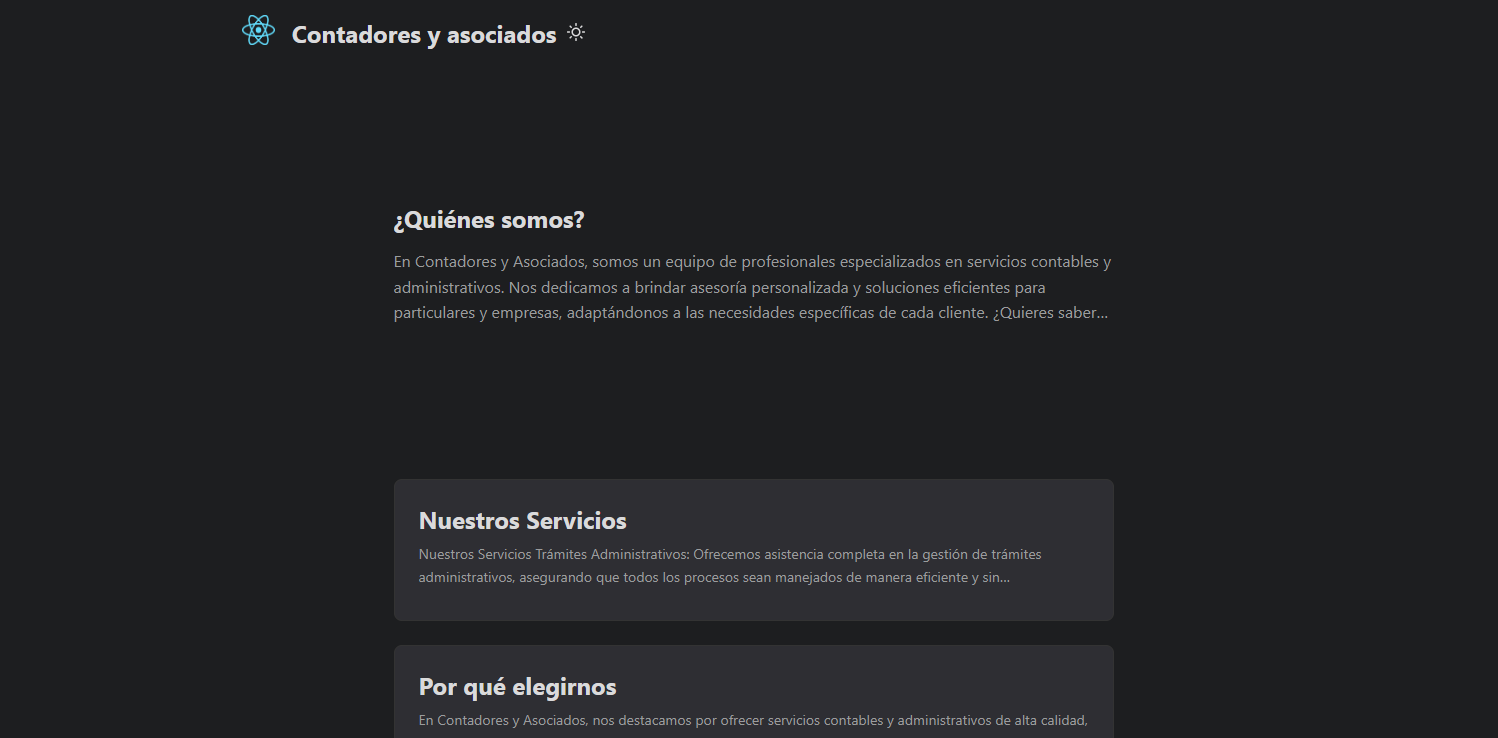 Contadores y asociados
¿Quiénes somos?
En Contadores y Asociados, somos un equipo de profesionales especializados en servicios contables y
administrativos. Nos dedicamos a brindar asesoría personalizada y soluciones eficientes para
particulares y empresas, adaptándonos a las necesidades específicas de cada cliente. ¿Quieres saber...
Nuestros Servicios
Nuestros Servicios Trámites Administrativos: Ofrecemos asistencia completa en la gestión de trámites
administrativos, asegurando que todos los procesos sean manejados de manera eficiente y sin...
Por qué elegirnos
En Contadores y Asociados, nos destacamos por ofrecer servicios contables y administrativos de alta calidad,